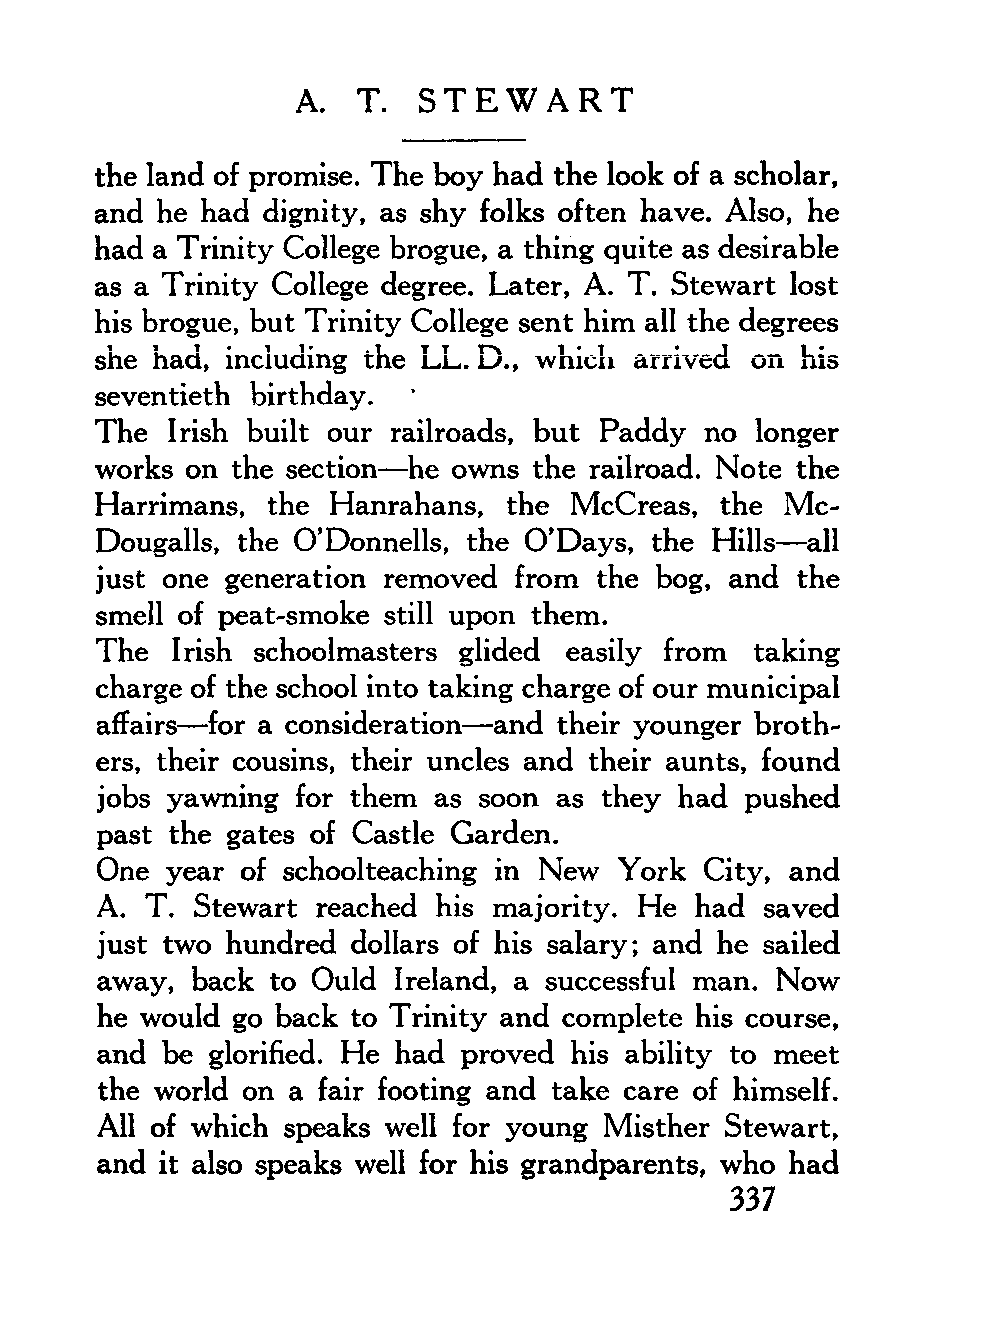 A. T. STEWART
the land of promise. The boy had the look of a scholar,
and he had dignity, as shy folks often have. Also, he
had a Trinity College brogue, a thing quite as desirable
as a Trinity College degree. Later, A. T. Stewart lost
his brogue, but Trinity College sent him all the degrees
she had, including the LL. D., which arrived on his
seventieth birthday.
The Irish built our railroads, but Paddy no longer
works on the section—he owns the railroad. Note the
Harrimans, the Hanrahans, the McCreas, the Mc-
Dougalls, the O'Donnells, the O'Days, the Hills—all
just one generation removed from the bog, and the
smell of peat-smoke still upon them.
The Irish schoolmasters glided easily from taking
charge of the school into taking charge of our municipal
affairs—for a consideration—and their younger broth-
ers, their cousins, their uncles and their aunts, found
jobs yawning for them as soon as they had pushed
past the gates of Castle Garden.
One year of schoolteaching in New York City, and
A. T. Stewart reached his majority. He had saved
just two hundred dollars of his salary; and he sailed
away, back to Ould Ireland, a successful man. Now
he would go back to Trinity and complete his course,
and be glorified. He had proved his ability to meet
the world on a fair footing and take care of himself.
All of which speaks well for young Misther Stewart,
and it also speaks well for his grandparents, who had
337